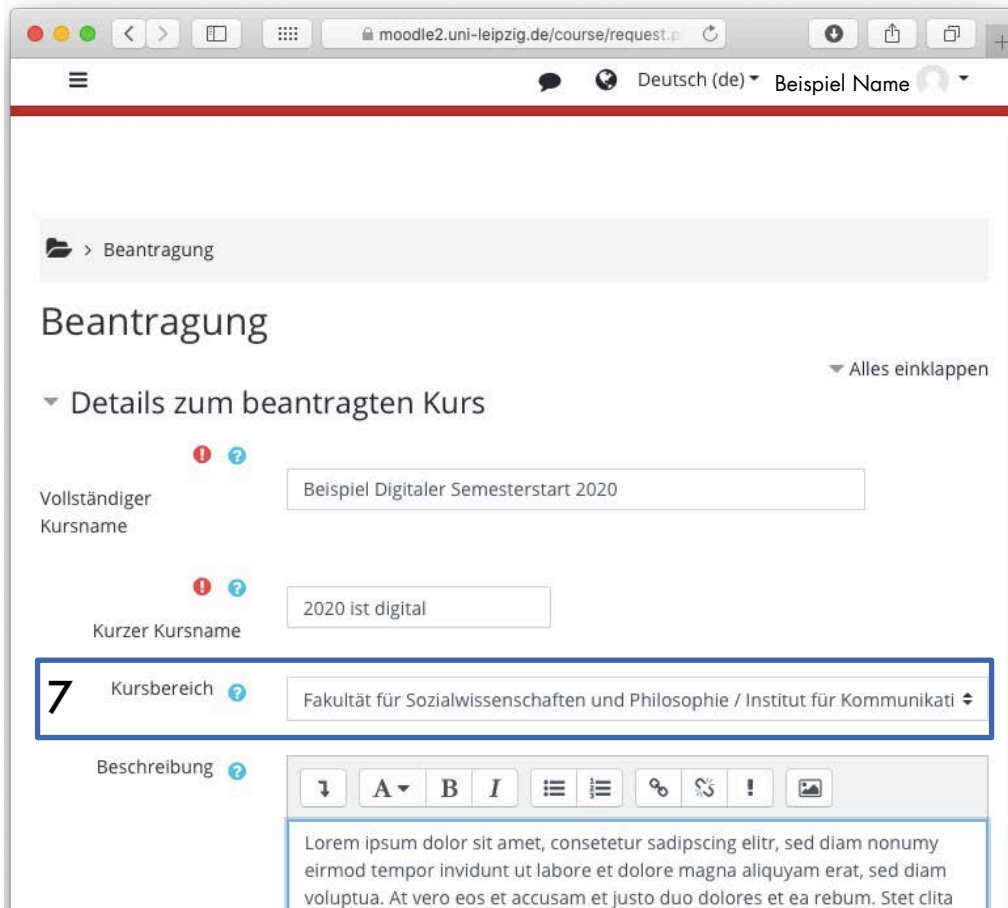 moodle2.uni-leipzig.de/course/request.p
Deutsch (de)
Beispiel Name
> Beantragung
Beantragung
Alles einklappen
Details zum beantragten Kurs
Vollständiger
Kursname
Beispiel Digitaler Semesterstart 2020
Kurzer Kursname
2020 ist digital
7
Kursbereich
Fakultät für Sozialwissenschaften und Philosophie / Institut für Kommunikati
Beschreibung
A B I
Lorem ipsum dolor sit amet, consetetur sadipscing elitr, sed diam nonumy
eirmod tempor invidunt ut labore et dolore magna aliquyam erat, sed diam
voluptua. At vero eos et accusam et justo duo dolores et ea rebum. Stet clita